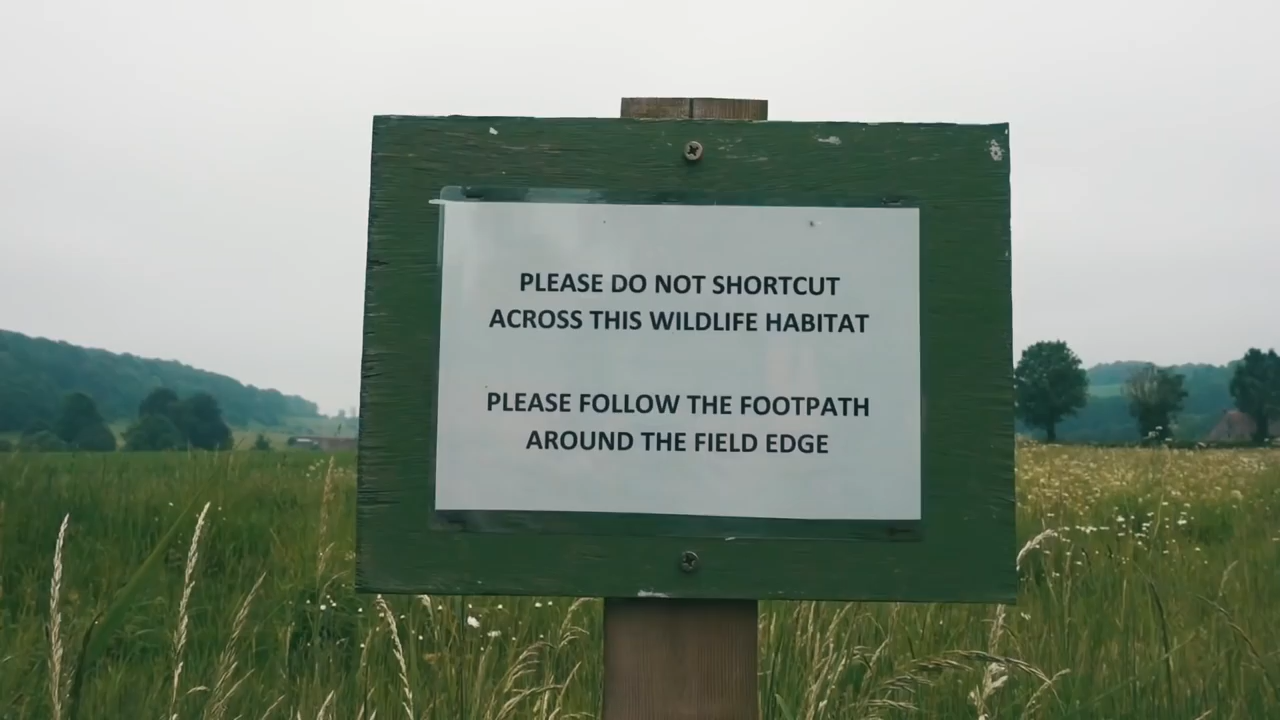 PLEASE DO NOT SHORTCUT
ACROSS THIS WILDLIFE HABITAT
PLEASE FOLLOW THE FOOTPATH
AROUND THE FIELD EDGE